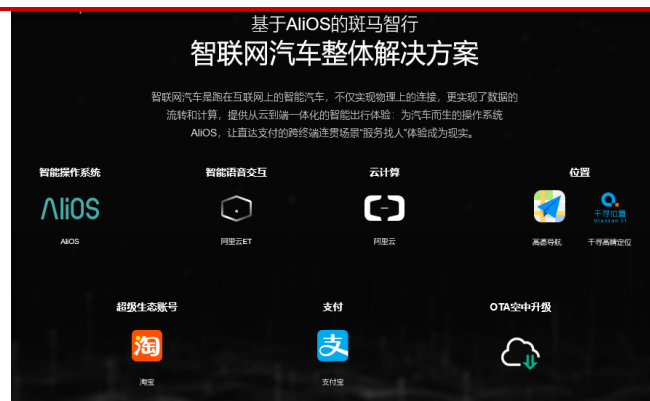 基于AliOS的斑马智行
智联网汽车整体解决方案
智联网汽车是跑在互联网上的智能汽车，不仅实现物理上的连接，更实现了数据的
流转和计算，提供从云到端一体化的智能出行体验：为汽车而生的操作系统
AliOS，让直达支付的跨终端连贯场景“服务找人”体验成为现实。
智能操作系统 智能语音交互 云计算 位置
AliOS
千寻位置
Qianxun SI
AliOS 阿里云ET 阿里云 高德导航 千寻高精定位
超级生态账号 支付 OTA空中升级
淘 支
淘宝 支付宝